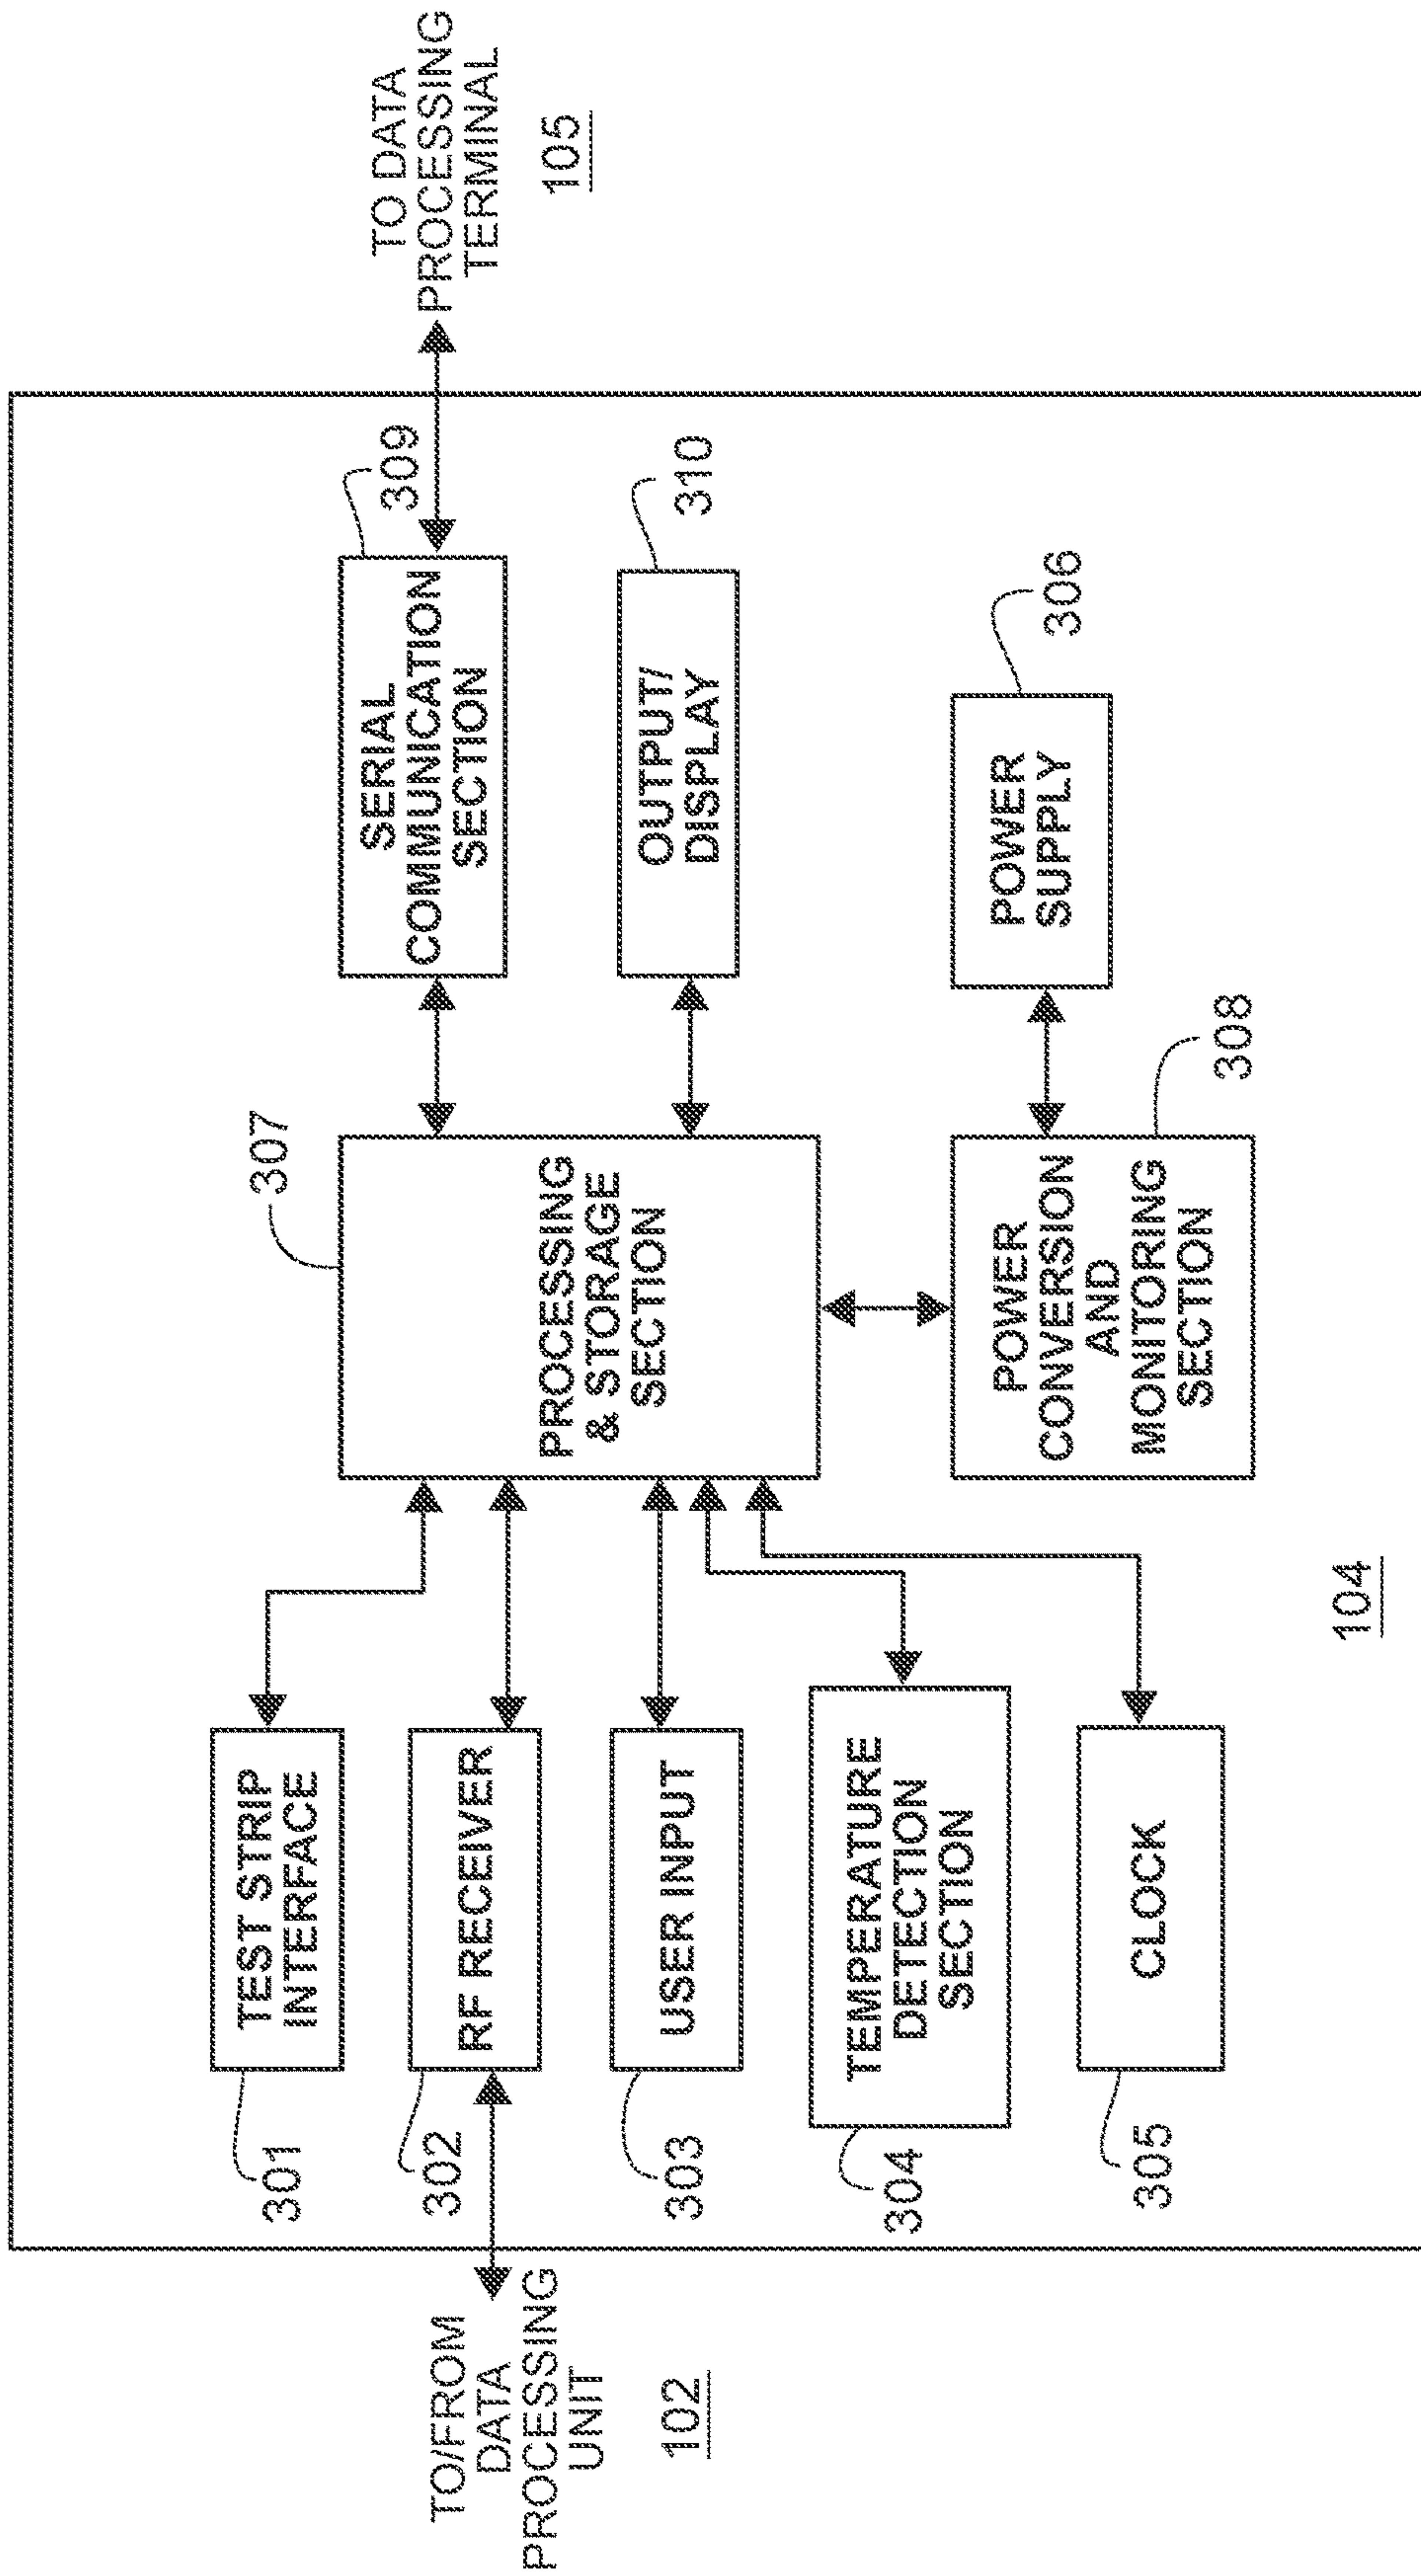 301
TEST STRIP
INTERFACE
302
RF RECEIVER
TO/FROM
DATA
PROCESSING
UNIT
102
303
USER INPUT
304
TEMPERATURE
DETECTION
SECTION
305
CLOCK
307
PROCESSING
& STORAGE
SECTION
POWER
CONVERSION
AND
MONITORING
SECTION
308
104
SERIAL
COMMUNICATION
SECTION
309
OUTPUT/
DISPLAY
310
POWER
SUPPLY
306
TO DATA
PROCESSING
TERMINAL
105